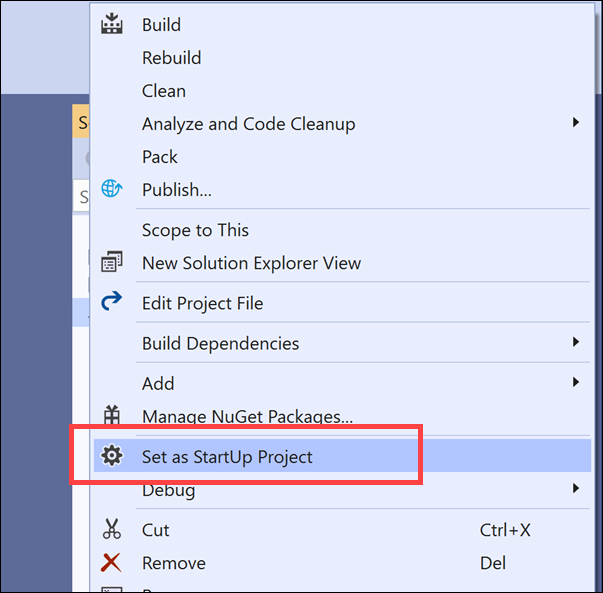 Build
Rebuild
Clean
Analyze and Code Cleanup
Pack
Publish...
Scope to This
New Solution Explorer View
Edit Project File
Build Dependencies
Add
Manage NuGet Packages...
Set as StartUp Project
Debug
Cut Ctrl+X
Remove Del